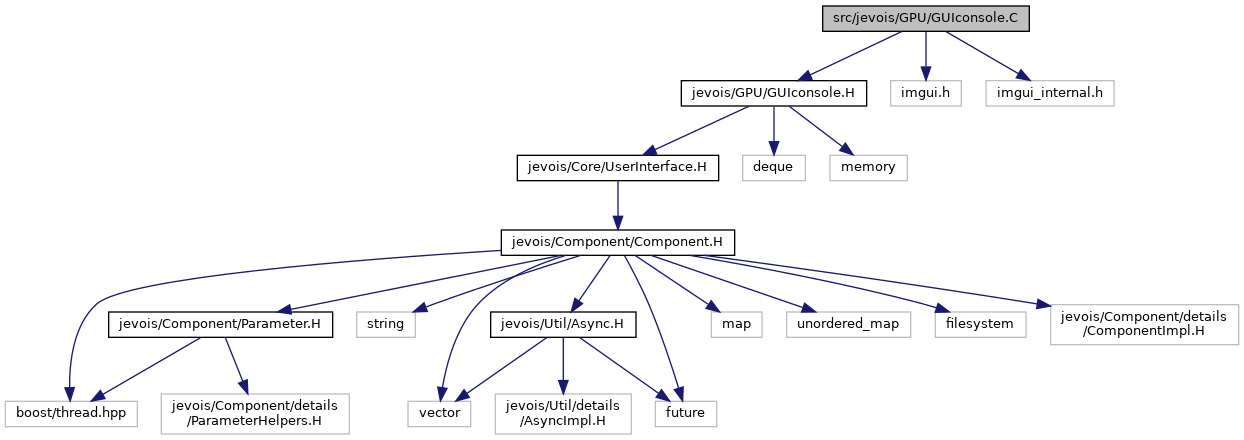 src/jevois/GPU/GUIconsole.C
jevois/GPU/GUIconsole.H
imgui.h
imgui_internal.h
jevois/Core/UserInterface.H
deque
memory
jevois/Component/Component.H
jevois/Component/Parameter.H
string
jevois/Util/Async.H
map
unordered_map
filesystem
jevois/Component/details
/ComponentImpl.H
boost/thread.hpp
jevois/Component/details
/ParameterHelpers.H
vector
jevois/Util/details
/AsyncImpl.H
future